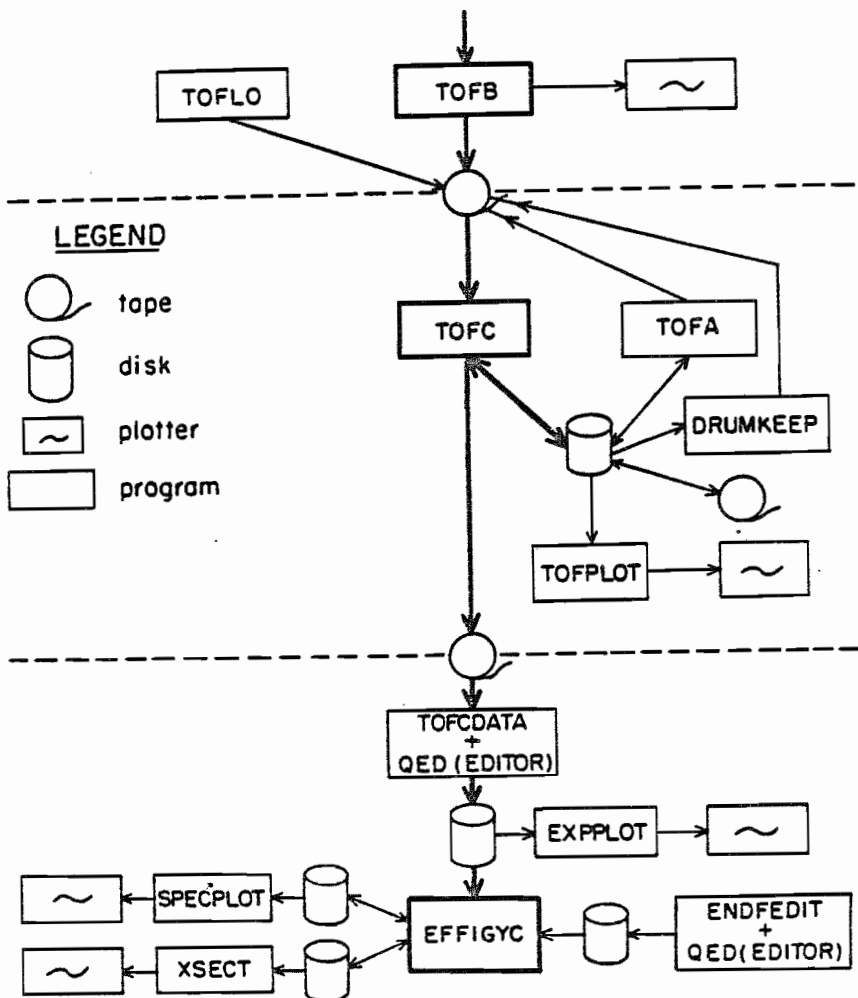 TOFLO
TOFB
LEGEND
tape
disk
plotter
program
TOFC
TOFA
DRUMKEEP
TOFPLOT
TOFCDATA
+
QED (EDITOR)
EXPPLOT
SPECPLOT
EFFIGYC
ENDFEDIT
+
QED(EDITOR)
XSECT